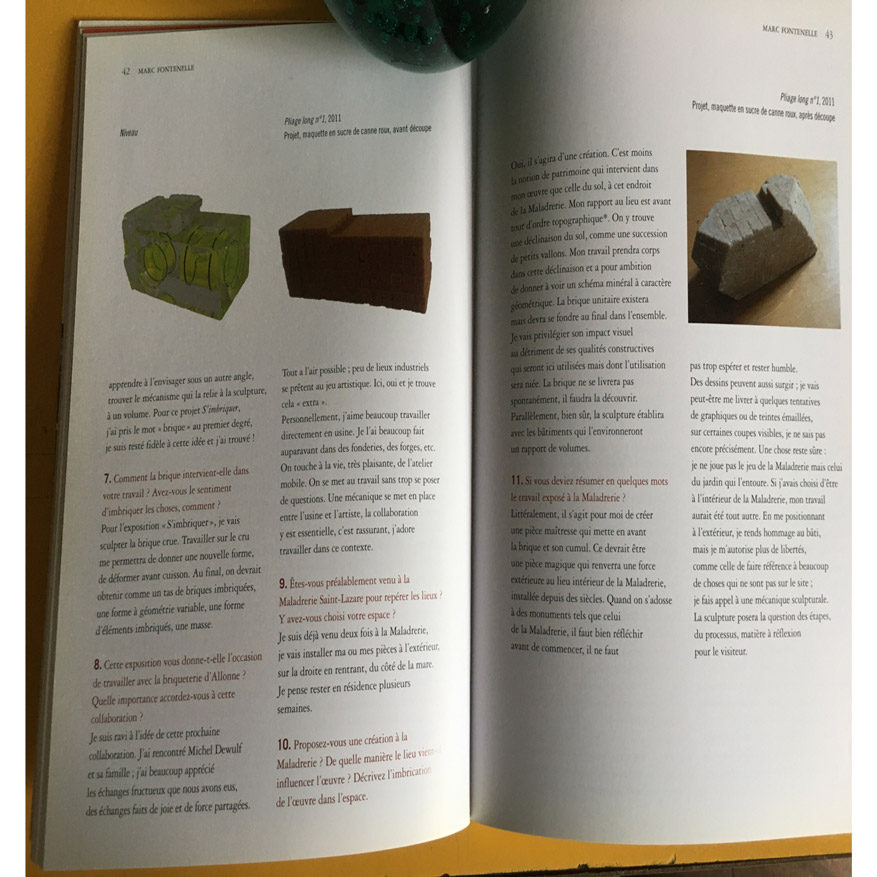 42 MARC FONTENELLE
Niveau
Pliage long n°1, 2011
Projet, maquette en sucre de canne roux, avant découpe
apprendre à l'envisager sous un autre angle,
trouver le mécanisme qui la relie à la sculpture,
à un volume. Pour ce projet S'imbriquer,
j'ai pris le mot « brique » au premier degré,
je suis resté fidèle à cette idée et j'ai trouvé !
7. Comment la brique intervient-elle dans
votre travail ? Avez-vous le sentiment
d'imbriquer les choses, comment ?
Pour l'exposition « S'imbriquer », je vais
sculpter la brique crue. Travailler sur le cru
me permettra de donner une nouvelle forme,
de déformer avant cuisson. Au final, on devrait
obtenir comme un tas de briques imbriquées,
une forme à géométrie variable, une forme
d'éléments imbriqués, une masse.
8. Cette exposition vous donne-t-elle l'occasion
de travailler avec la briqueterie d'Allonne ?
Quelle importance accordez-vous à cette
collaboration ?
Je suis ravi à l'idée de cette prochaine
collaboration. J'ai rencontré Michel Dewulf
et sa famille ; j'ai beaucoup apprécié
les échanges fructueux que nous avons eus,
des échanges faits de joie et de force partagées.
Tout a l'air possible ; peu de lieux industriels
se prêtent au jeu artistique. Ici, oui et je trouve
cela « extra ».
Personnellement, j'aime beaucoup travailler
directement en usine. Je l'ai beaucoup fait
auparavant dans des fonderies, des forges, etc.
On touche à la vie, très plaisante, de l'atelier
mobile. On se met au travail sans trop se poser
de questions. Une mécanique se met en place
entre l'usine et l'artiste, la collaboration
y est essentielle, c'est rassurant, j'adore
travailler dans ce contexte.
9. Êtes-vous préalablement venu à la
Maladrerie Saint-Lazare pour repérer les lieux ?
Y avez-vous choisi votre espace ?
Je suis déjà venu deux fois à la Maladrerie,
je vais installer ma ou mes pièces à l'extérieur,
sur la droite en rentrant, du côté de la mare.
Je pense rester en résidence plusieurs
semaines.
10. Proposez-vous une création à la
Maladrerie ? De quelle manière le lieu vient-
influencer l'œuvre ? Décrivez l'imbrication
de l'œuvre dans l'espace.
MARC FONTENELLE 43
Pliage long n°1, 2011
Projet, maquette en sucre de canne roux, après découpe
Oui, il s'agira d'une création. C'est moins
la notion de patrimoine qui intervient dans
mon œuvre que celle du sol, à cet endroit
de la Maladrerie. Mon rapport au lieu est avant
tout d'ordre topographique*. On y trouve
une déclinaison du sol, comme une succession
de petits vallons. Mon travail prendra corps
dans cette déclinaison et a pour ambition
de donner à voir un schéma minéral à caractère
géométrique. La brique unitaire existera
mais devra se fondre au final dans l'ensemble.
Je vais privilégier son impact visuel
au détriment de ses qualités constructives
qui seront ici utilisées mais dont l'utilisation
sera niée. La brique ne se livrera pas
spontanément, il faudra la découvrir.
Parallèlement, bien sûr, la sculpture établira
avec les bâtiments qui l'environneront
un rapport de volumes.
11. Si vous deviez résumer en quelques mots
le travail exposé à la Maladrerie ?
Littéralement, il s'agit pour moi de créer
une pièce maîtresse qui mette en avant
la brique et son cumul. Ce devrait être
une pièce magique qui renverra une force
extérieure au lieu intérieur de la Maladrerie,
installée depuis des siècles. Quand on s'adosse
à des monuments tels que celui
de la Maladrerie, il faut bien réfléchir
avant de commencer, il ne faut
pas trop espérer et rester humble.
Des dessins peuvent aussi surgir ; je vais
peut-être me livrer à quelques tentatives
de graphiques ou de teintes émaillées,
sur certaines coupes visibles, je ne sais pas
encore précisément. Une chose reste sûre :
je ne joue pas le jeu de la Maladrerie mais celui
du jardin qui l'entoure. Si j'avais choisi d'être
à l'intérieur de la Maladrerie, mon travail
aurait été tout autre. En me positionnant
à l'extérieur, je rends hommage au bâti,
mais je m'autorise plus de libertés,
comme celle de faire référence à beaucoup
de choses qui ne sont pas sur le site ;
je fais appel à une mécanique sculpturale.
La sculpture posera la question des étapes,
du processus, matière à réflexion
pour le visiteur.